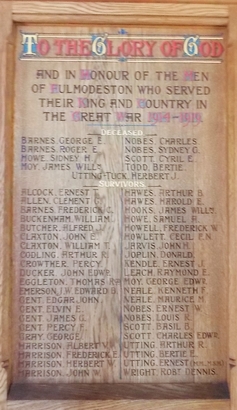 TO THE GLORY OF GOD
AND IN HONOUR OF THE MEN
OF FULMODESTON WHO SERVED
THEIR KING AND COUNTRY IN
THE GREAT WAR 1914-1919.
DECEASED
BARNES, GEORGE E. NOBES, CHARLES
BARNES, ROGER E. NOBES, SYDNEY G.
HOWE, SIDNEY H. SCOTT, CYRIL E.
MOY, JAMES WILLM TODD, BERTIE
UTTING-TUCK, HERBERT J.
SURVIVORS
ALCOCK, ERNEST HAWES, ARTHUR B.
ALLEN, CLEMENT G. HAWES, HAROLD E.
BARNES, FREDERICK C. HOOKS, JAMES WILLM
BUCKENHAM, WILLIAM HOWE, SAMUEL A.
BUTCHER, ALFRED J. HOWELL, FREDERICK W.
CLAXTON, JOHN E. HOWLETT, CECIL F.N.
CLAXTON, WILLIAM T. JARVIS, JOHN H.
CODLING, ARTHUR R. JOPLIN, DONALD
CROWTHER, PERCY KENDLE, ERNEST J.
DUCKER, JOHN EDWD LEACH, RAYMOND E.
EGGLETON, THOMAS MOY, GEORGE EDWD
EMERSON, J.W. EDWARD NEALE, KENNETH F.
GENT, EDGAR JOHN NEALE, MAURICE H.
GENT, ELVIN E. NOBES, ERNEST W.
GENT, JAMES G. NOBES, LOUIS R.
GENT, PERCY F. SCOTT, BASIL G.
GRAY, GEORGE SCOTT, CHARLES EDWD
HARRISON, ALBERT V. UTTING, ARTHUR R.
HARRISON, FREDERICK E. UTTING, BERTIE E.
HARRISON, HERBERT W. UTTING, ERNEST
HARRISON, JOHN W. WRIGHT, ROBT DENNIS.